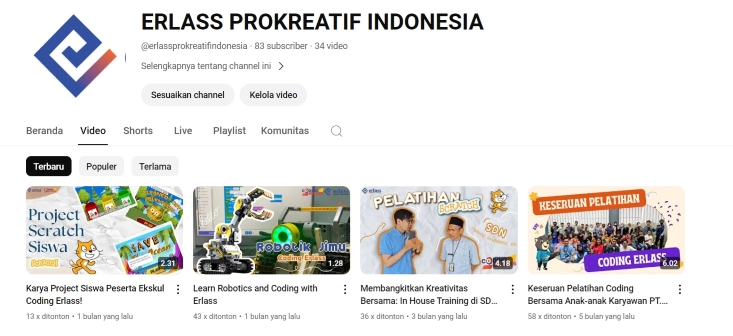 ERLASS PROKREATIF INDONESIA
@erlassprokreatifindonesia · 83 subscriber · 34 video
Selengkapnya tentang channel ini
Sesuaikan channel
Kelola video
Beranda Video Shorts Live Playlist Komunitas
Terbaru Populer Terlama
Project
Scratch
Siswa
2.31
Robotik Jimu
Coding Erlass
1.28
PELATIHAN
SCRATCH
SDN
4.18
KESERUAN PELATIHAN
CODING ERLASS
6.02
Karya Project Siswa Peserta Ekskul
Coding Erlass!
13 x ditonton • 1 bulan yang lalu
Learn Robotics and Coding with
Erlass
43 x ditonton • 1 bulan yang lalu
Membangkitkan Kreativitas
Bersama: In House Training di SD...
36 x ditonton • 3 bulan yang lalu
Keseruan Pelatihan Coding
Bersama Anak-anak Karyawan PT....
58 x ditonton • 5 bulan yang lalu